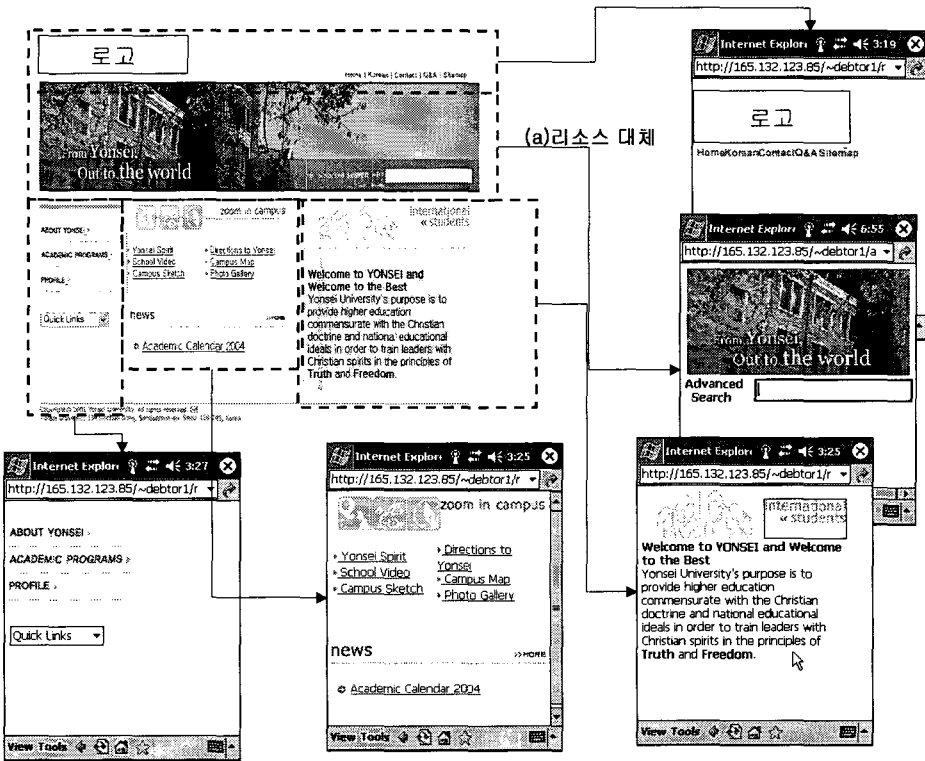 로고
Home | Korean | Contact | Q&A | Sitemap
From Yonsei,
Out to the world
(a)리소스 대체
ABOUT YONSEI
ACADEMIC PROGRAMS
PROFILE
Quick Links
zoom in campus
Yonsei Spirit
School Video
Campus Sketch
Directions to Yonsei
Campus Map
Photo Gallery
news
>>HOME
Academic Calendar 2004
international
« students
Welcome to YONSEI and
Welcome to the Best
Yonsei University's purpose is to
provide higher education
commensurate with the Christian
doctrine and national educational
ideals in order to train leaders with
Christian spirits in the principles of
Truth and Freedom.
Internet Explor 3:19
http://165.132.123.85/~debtor1/r
로고
HomeKoreanContactQ&ASitemap
Internet Explor 6:55
http://165.132.123.85/~debtor1/a
From Yonsei,
Out to the world
Advanced
Search
Internet Explor 3:27
http://165.132.123.85/~debtor1/r
ABOUT YONSEI
ACADEMIC PROGRAMS
PROFILE
Quick Links
View Tools
Internet Explor 3:25
http://165.132.123.85/~debtor1/r
zoom in campus
Yonsei Spirit
School Video
Campus Sketch
Directions to
Yonsei
Campus Map
Photo Gallery
news
>>HOME
Academic Calendar 2004
View Tools
Internet Explor 3:25
http://165.132.123.85/~debtor1/r
international
« students
Welcome to YONSEI and Welcome
to the Best
Yonsei University's purpose is to
provide higher education
commensurate with the Christian
doctrine and national educational
ideals in order to train leaders with
Christian spirits in the principles of
Truth and Freedom.
View Tools